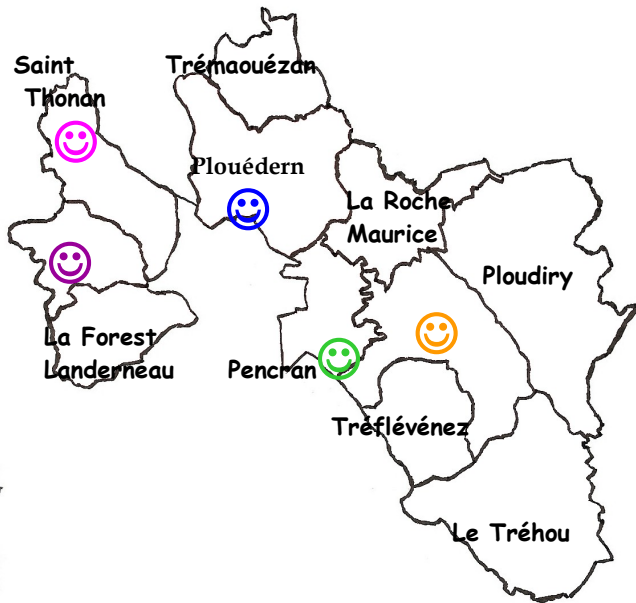 Saint
Thonan
Trémaouézan
Plouédern
La Roche
Maurice
Ploudiry
La Forest
Landerneau
Pencran
Tréflévénez
Le Tréhou